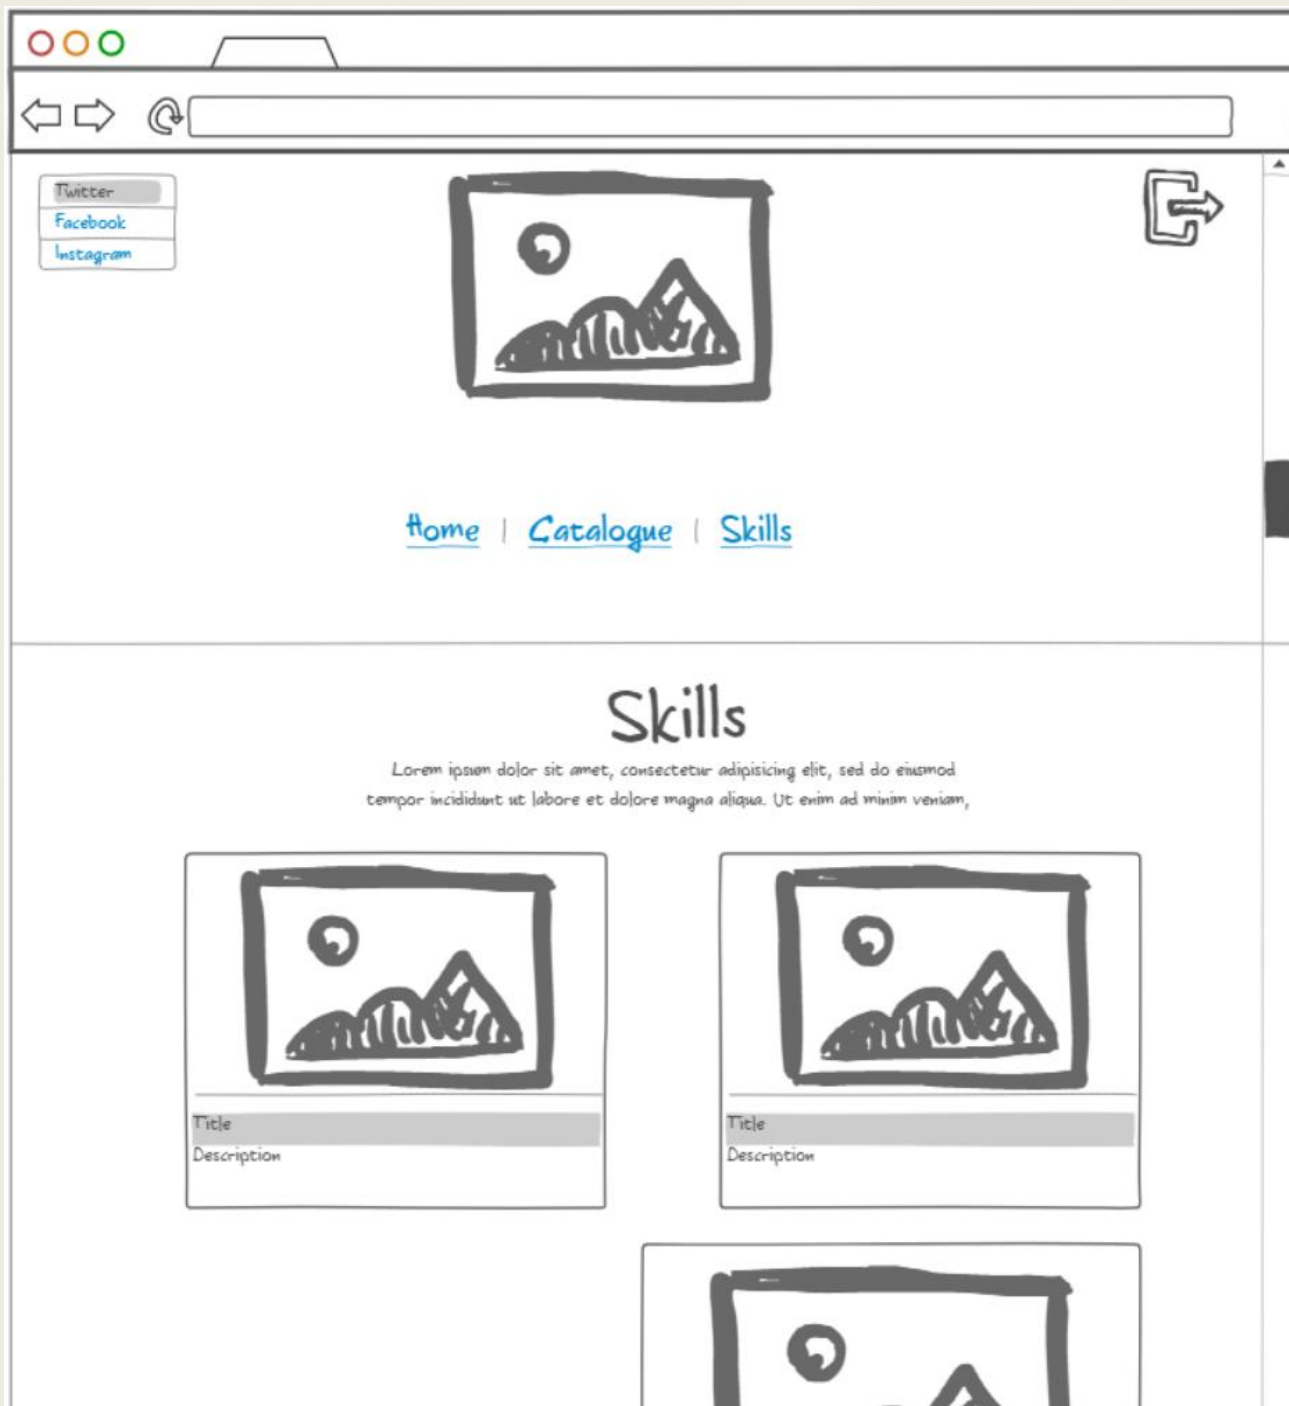 Twitter
Facebook
Instagram
Home | Catalogue | Skills
Skills
Lorem ipsum dolor sit amet, consectetur adipisicing elit, sed do eiusmod
tempor incididunt ut labore et dolore magna aliqua. Ut enim ad minim veniam,
Title
Description
Title
Description